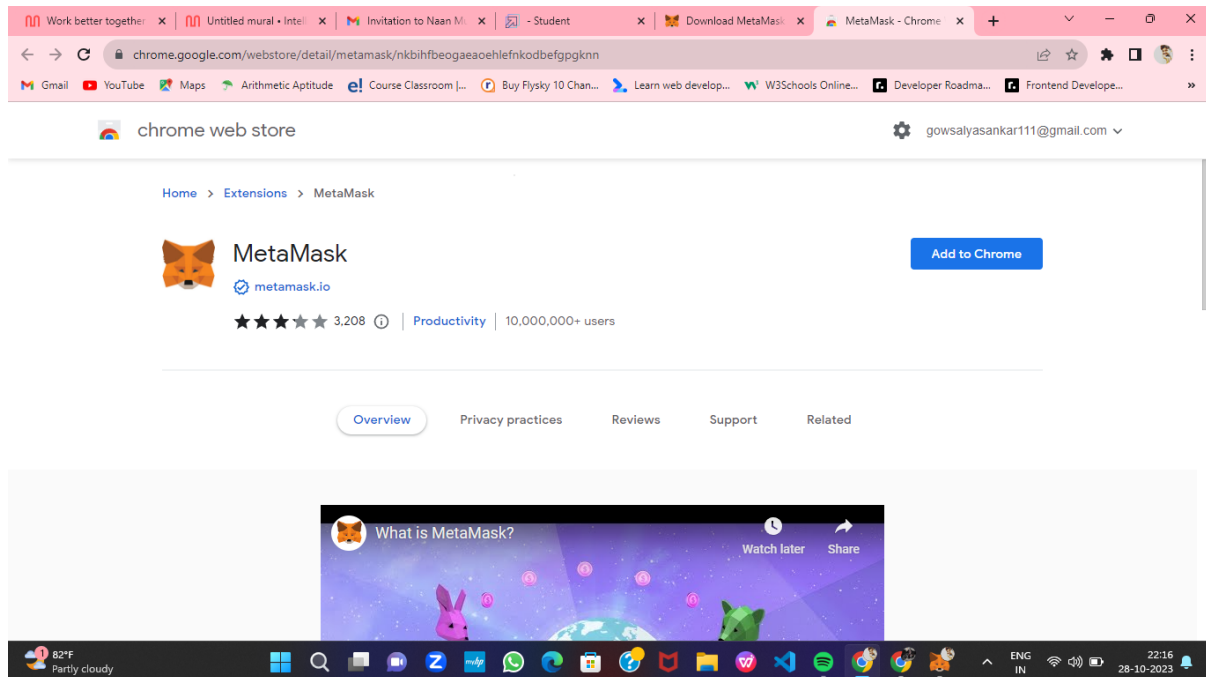 Work better together
Untitled mural • Inteli
Invitation to Naan Mu
- Student
Download MetaMask
MetaMask - Chrome
chrome.google.com/webstore/detail/metamask/nkbihfbeogaeaoehlefnkodbefgpgknn
Gmail YouTube Maps Arithmetic Aptitude Course Classroom |... Buy Flysky 10 Chan... Learn web develop... W3Schools Online... Developer Roadma... Frontend Develope... »
chrome web store
gowsalyasankar111@gmail.com
Home > Extensions > MetaMask
MetaMask
Add to Chrome
metamask.io
3,208 Productivity 10,000,000+ users
Overview Privacy practices Reviews Support Related
What is MetaMask?
Watch later Share
1 82°F
Partly cloudy
ENG
IN
22:16
28-10-2023